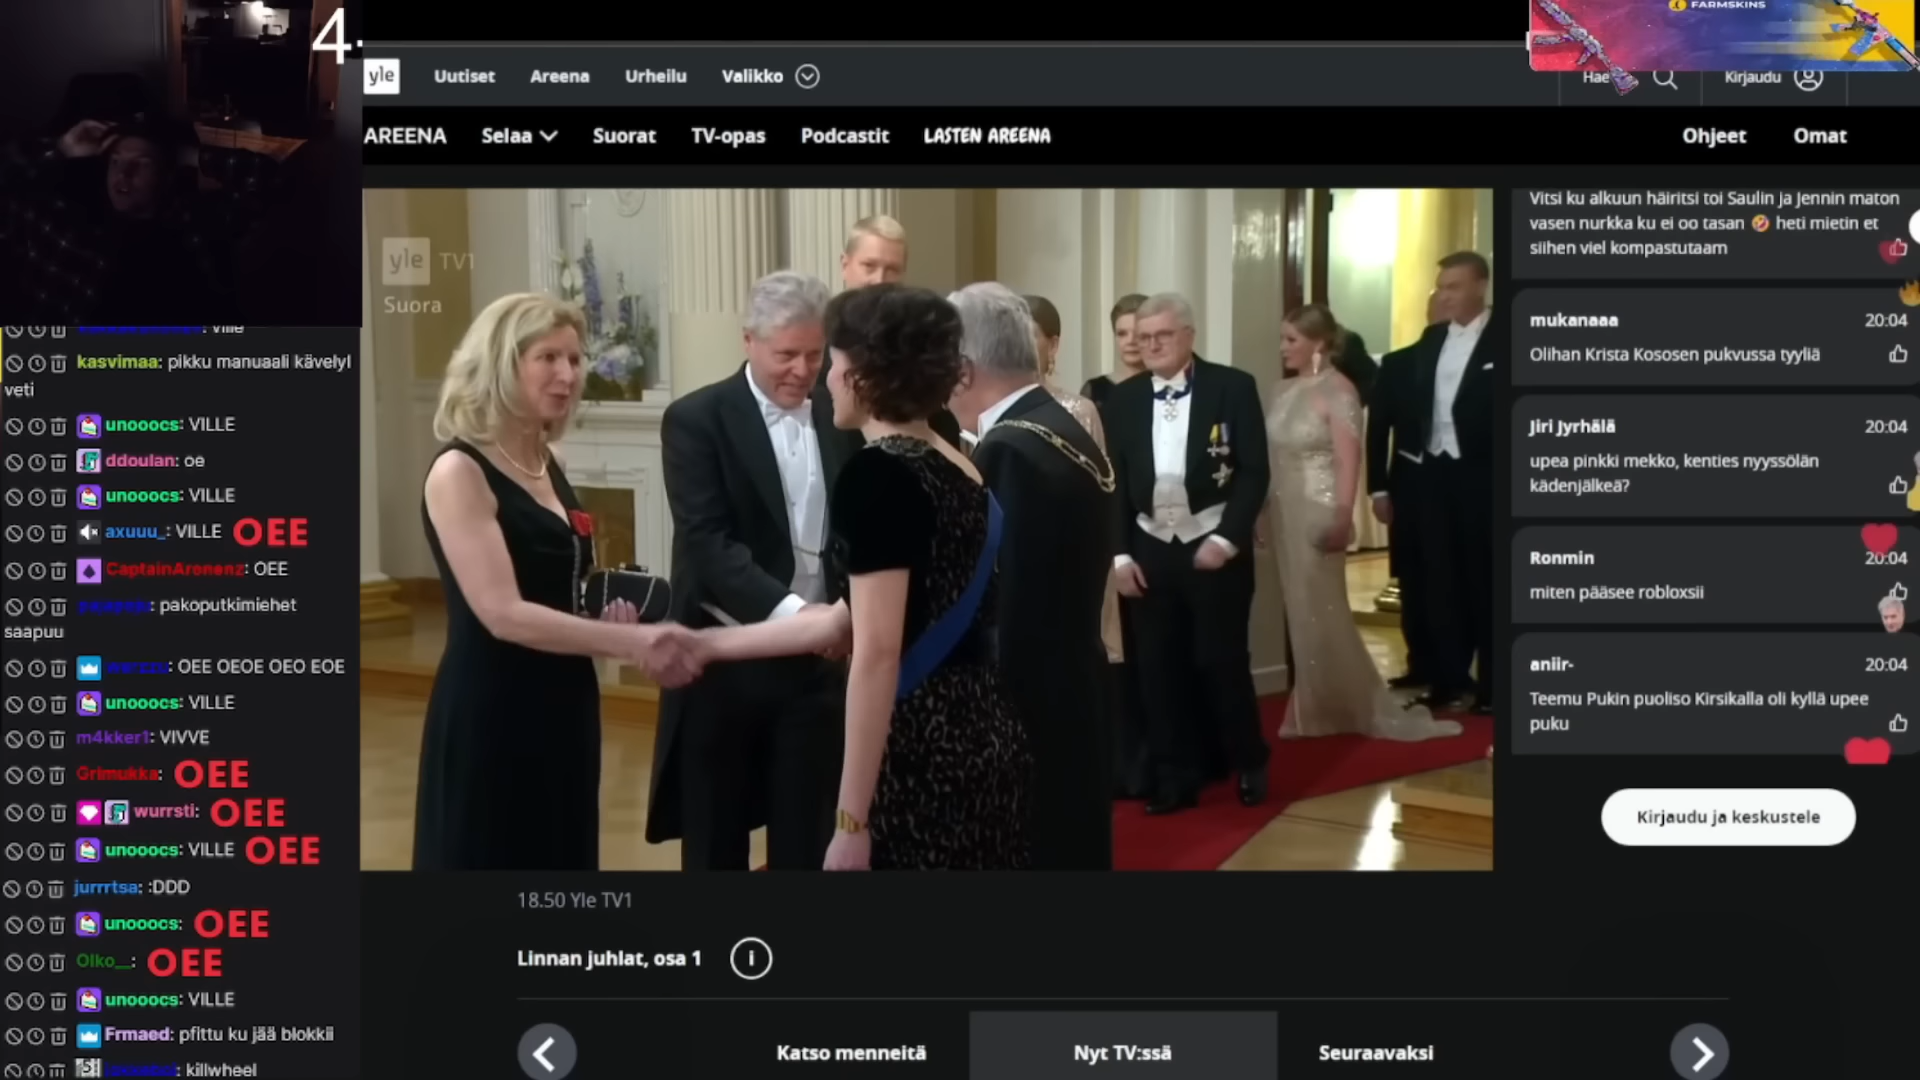 4
FARMSKINS
yle
Uutiset
Areena
Urheilu
Valikko
Hae
Kirjaudu
AREENA
Selaa
Suorat
TV-opas
Podcastit
LASTEN AREENA
Ohjeet
Omat
yle TV1
Suora
Vitsi ku alkuun häiritsi toi Saulin ja Jennin maton
vasen nurkka ku ei oo tasan 🤣 heti mietin et
siihen viel kompastutaam
mukanaaa 20:04
Olihan Krista Kososen pukvussa tyyliä
Jiri Jyrhälä 20:04
upea pinkki mekko, kenties nyyssölän
kädenjälkeä?
Ronmin 20:04
miten pääsee robloxsii
aniir- 20:04
Teemu Pukin puoliso Kirsikalla oli kyllä upee
puku
Kirjaudu ja keskustele
18.50 Yle TV1
Linnan juhlat, osa 1
Katso menneitä
Nyt TV:ssä
Seuraavaksi
: Ville
kasvimaa: pikku manuaali kävelyl
veti
unooocs: VILLE
ddoulan: oe
unooocs: VILLE
axuuu_: VILLE OEE
CaptainAronenz: OEE
: pakoputkimiehet
saapuu
: OEE OEOE OEO EOE
unooocs: VILLE
m4kker1: VIVVE
Grimukka: OEE
wurrsti: OEE
unooocs: VILLE OEE
jurrrtsa: :DDD
unooocs: OEE
Olko__: OEE
unooocs: VILLE
Frmaed: pfittu ku jää blokkii
: killwheel